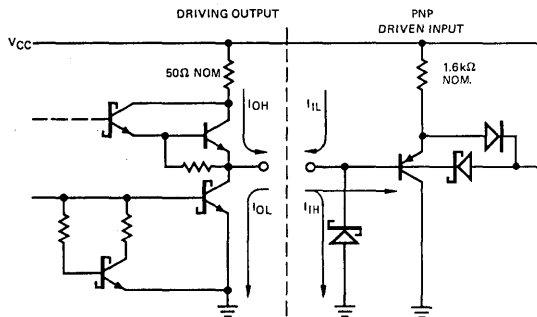 DRIVING OUTPUT
PNP
DRIVEN INPUT
VCC
50Ω NOM
1.6kΩ
NOM.
IOH
IIL
IOL
IIH